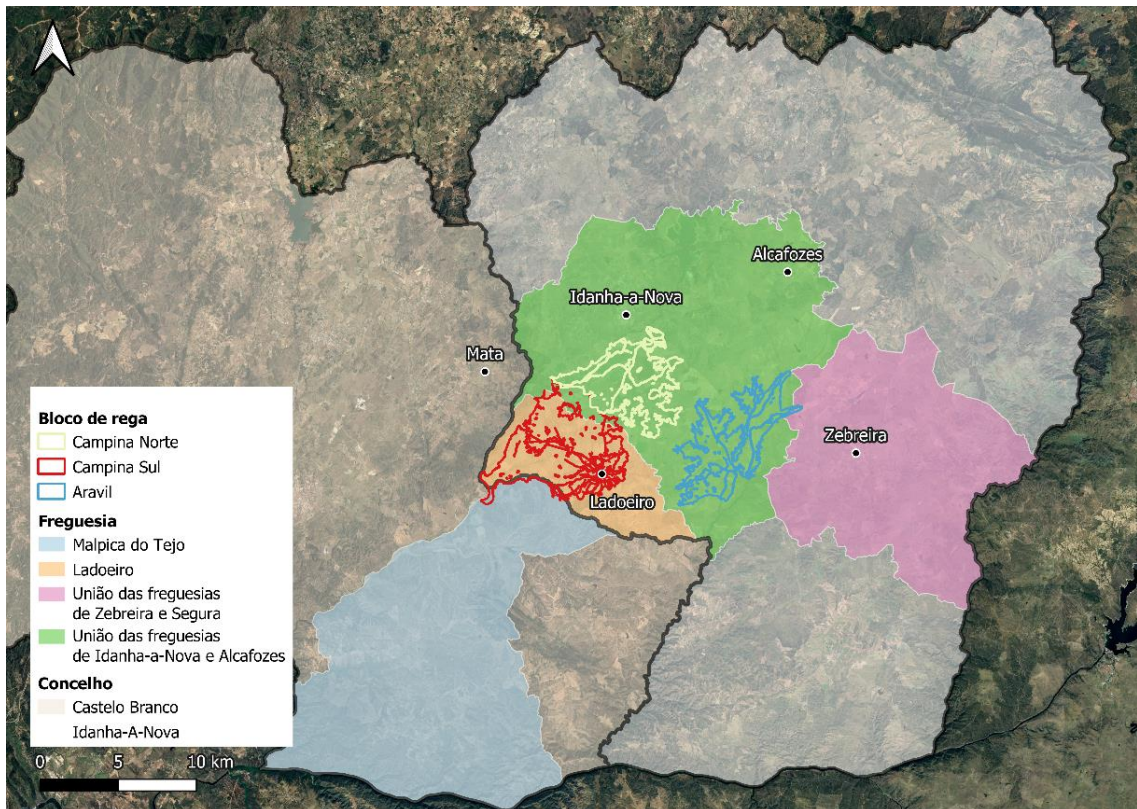 Alcafozes
Idanha-a-Nova
Mata
Zebreira
Ladoeiro
Bloco de rega
Campina Norte
Campina Sul
Aravil
Freguesia
Malpica do Tejo
Ladoeiro
União das freguesias
de Zebreira e Segura
União das freguesias
de Idanha-a-Nova e Alcafozes
Concelho
Castelo Branco
Idanha-A-Nova
0 5 10 km